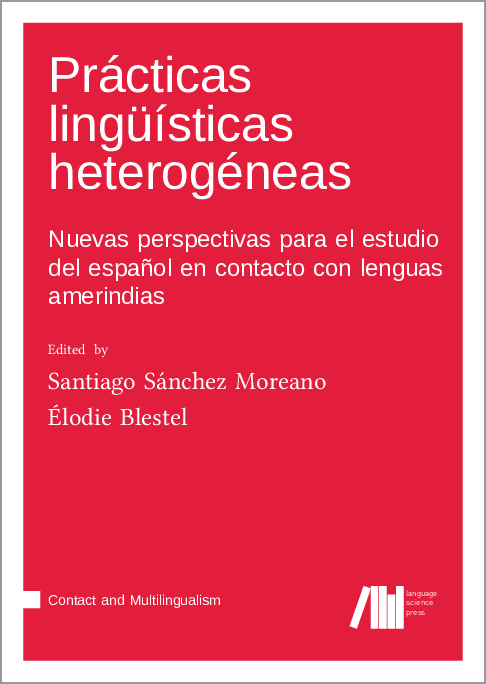 Prácticas
lingüísticas
heterogéneas
Nuevas perspectivas para el estudio
del español en contacto con lenguas
amerindias
Edited by
Santiago Sánchez Moreano
Élodie Blestel
Contact and Multilingualism
language
science
press